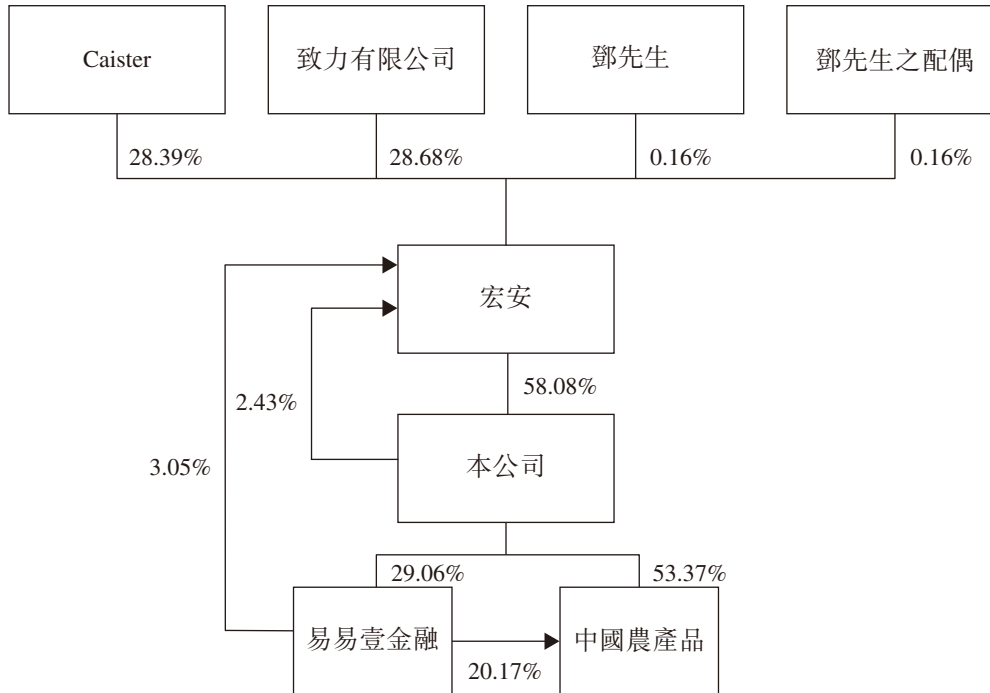 Caister
致力有限公司
鄧先生
鄧先生之配偶
28.39%
28.68%
0.16%
0.16%
宏安
58.08%
2.43%
3.05%
本公司
29.06%
53.37%
易易壹金融
中國農產品
20.17%